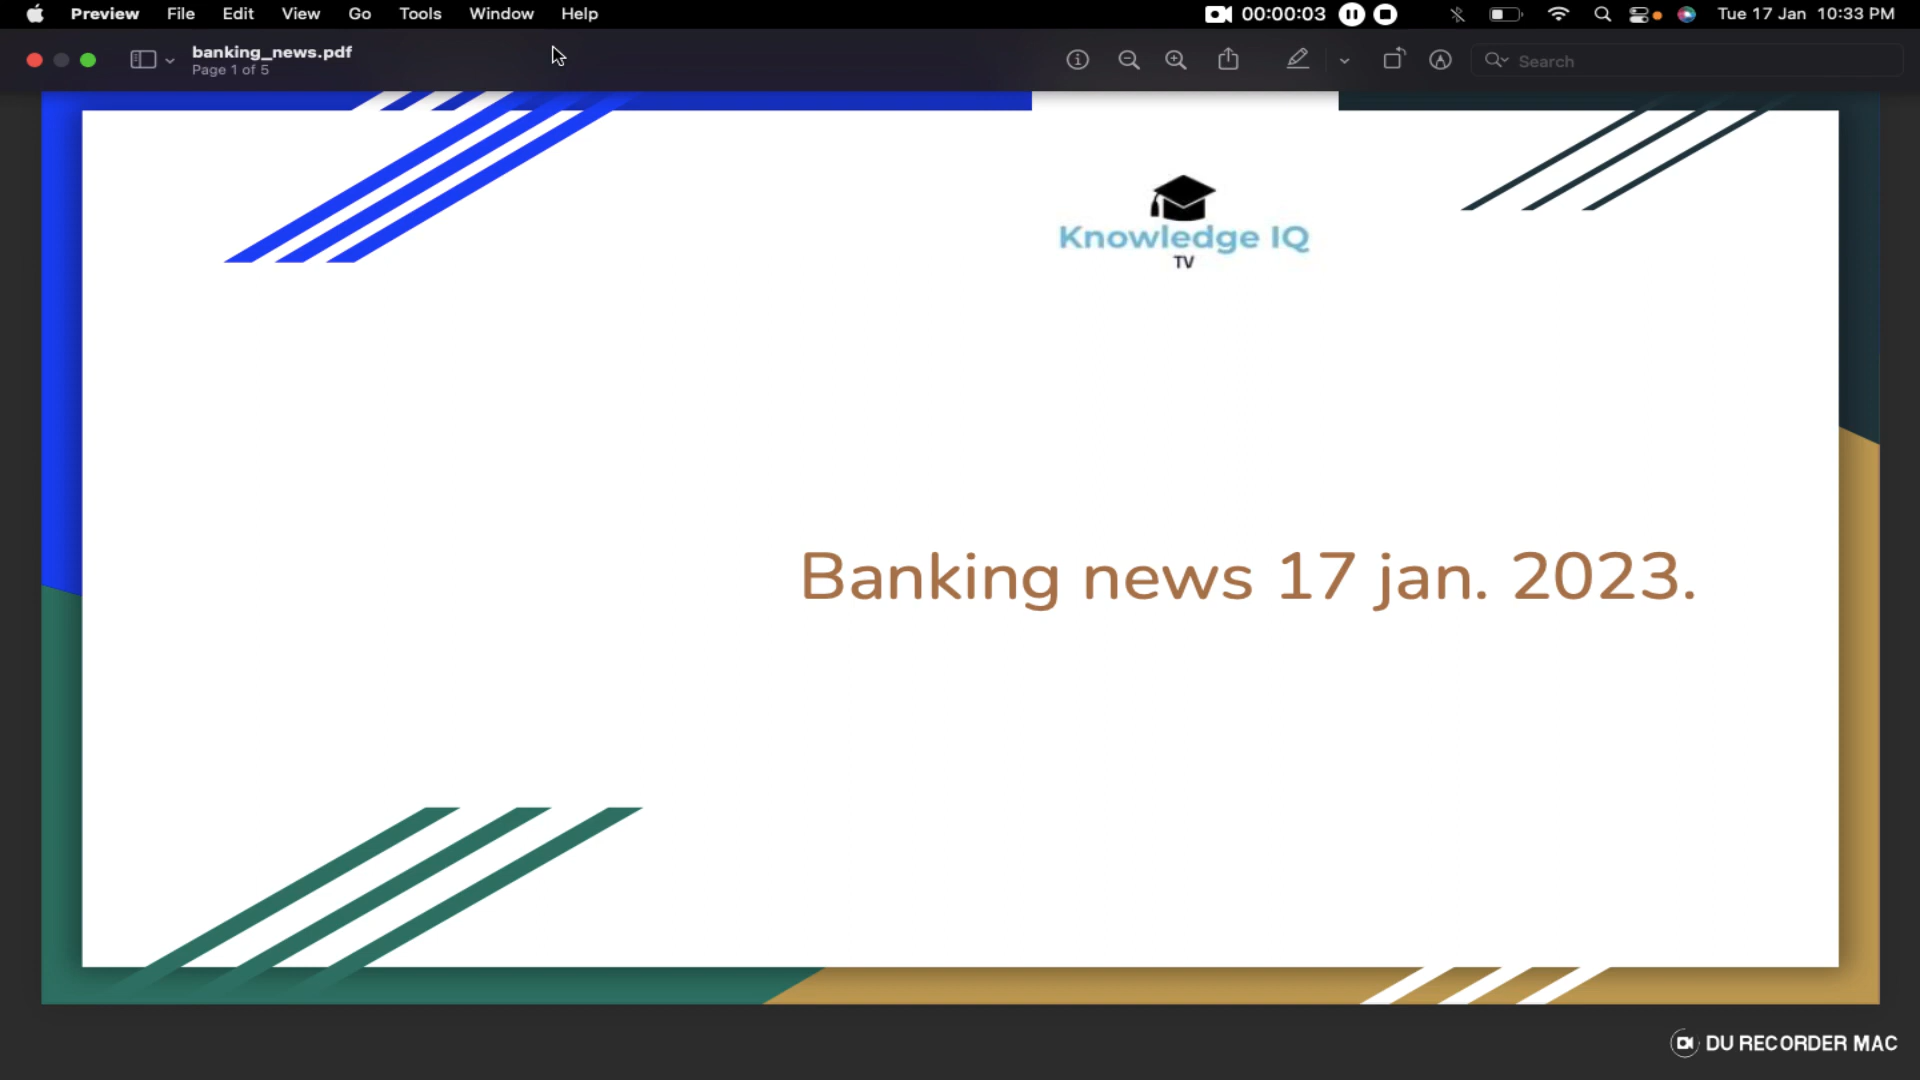 Preview File Edit View Go Tools Window Help 00:00:03 Tue 17 Jan 10:33 PM
banking_news.pdf
Page 1 of 5
Search
Knowledge IQ
TV
Banking news 17 jan. 2023.
DU RECORDER MAC